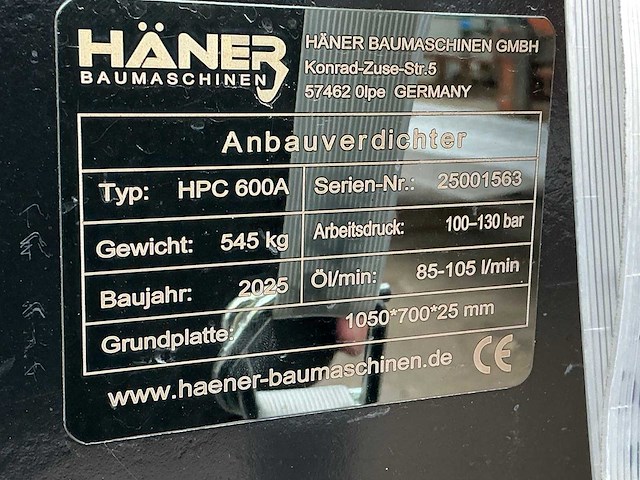 HÄNER
BAUMASCHINEN
HÄNER BAUMASCHINEN GMBH
Konrad-Zuse-Str.5
57462 Olpe GERMANY
Anbauverdichter
Typ: HPC 600A
Serien-Nr.: 25001563
Gewicht: 545 kg
Arbeitsdruck: 100-130 bar
Baujahr: 2025
Öl/min: 85-105 l/min
Grundplatte: 1050*700*25 mm
www.haener-baumaschinen.de
CE